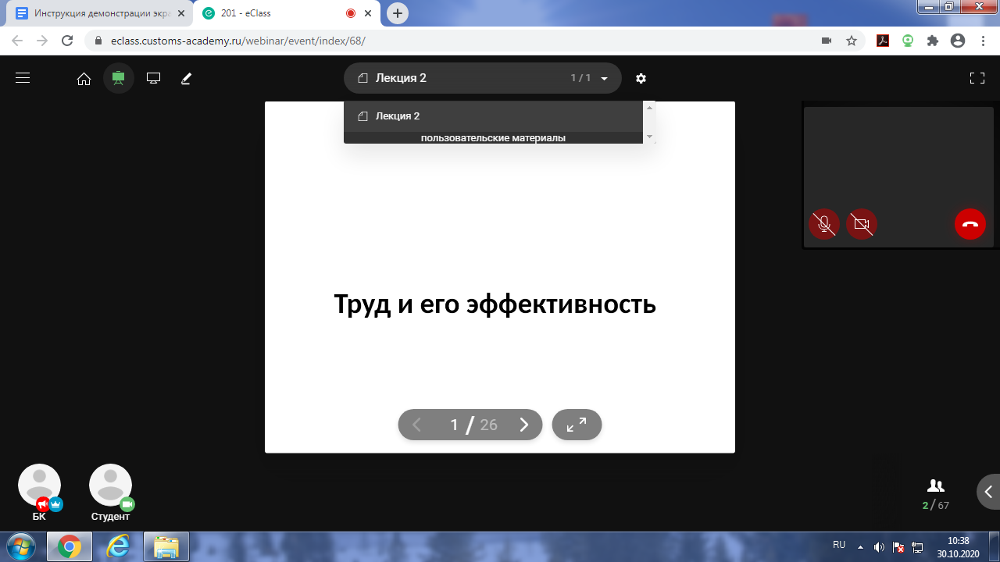 Инструкция демонстрации экра
201 - eClass
eclass.customs-academy.ru/webinar/event/index/68/
Лекция 2
1 / 1
Лекция 2
пользовательские материалы
Труд и его эффективность
1 / 26
БК
Студент
2 / 67
RU
10:38
30.10.2020